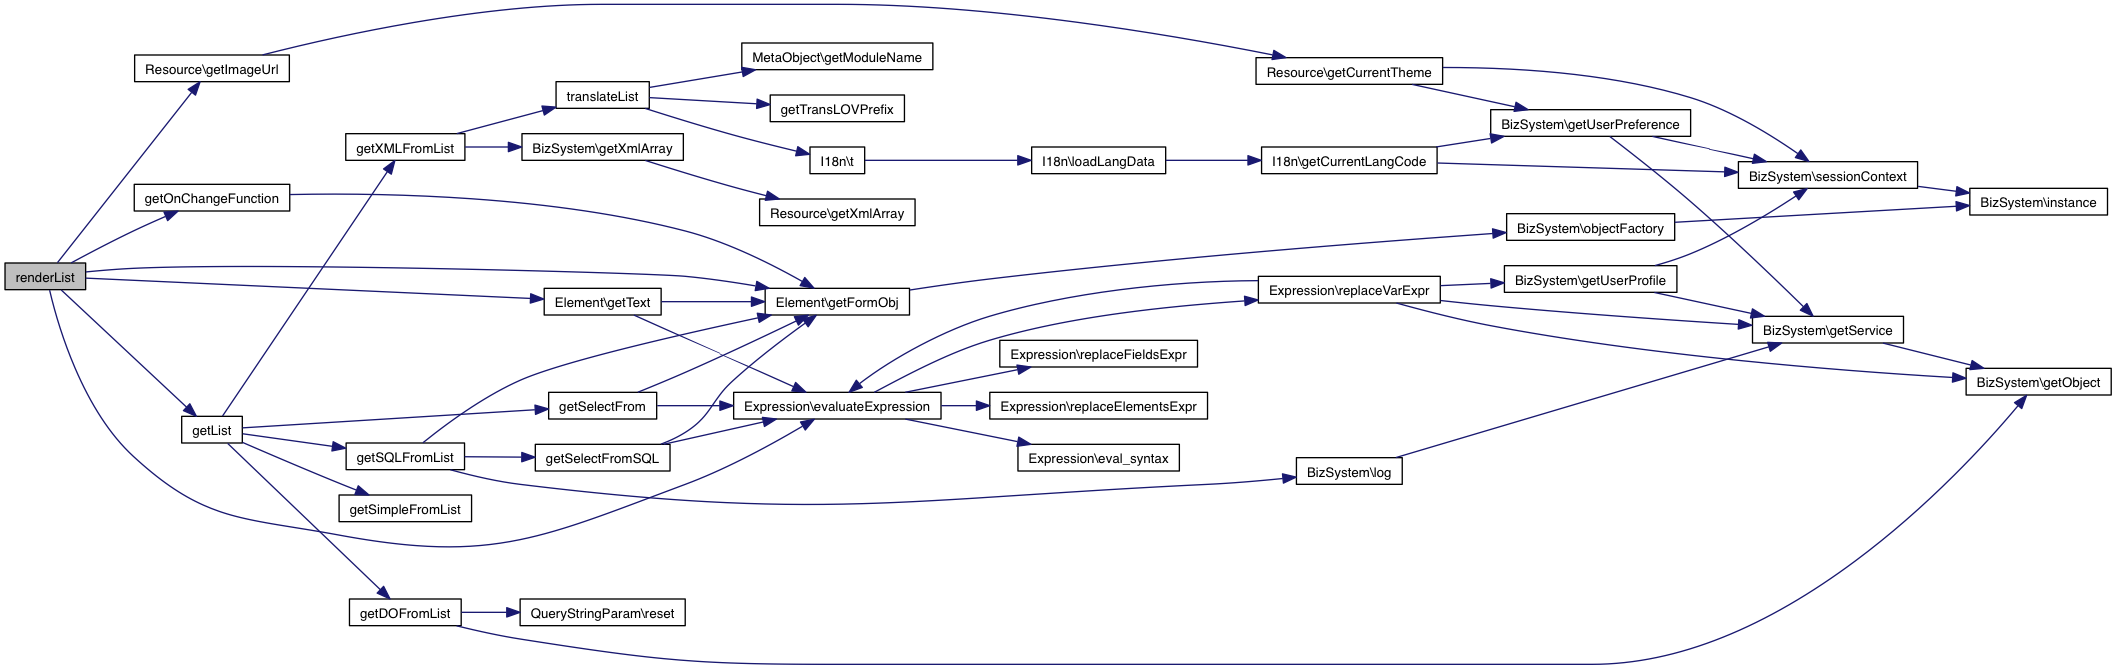 renderList
Resource\getImageUrl
getOnChangeFunction
getList
getXMLFromList
getSQLFromList
getSimpleFromList
getDOFromList
translateList
BizSystem\getXmlArray
Element\getText
getSelectFrom
getSelectFromSQL
QueryStringParam\reset
MetaObject\getModuleName
getTransLOVPrefix
I18n\t
Resource\getXmlArray
Element\getFormObj
Expression\evaluateExpression
I18n\loadLangData
Expression\replaceFieldsExpr
Expression\replaceElementsExpr
Expression\eval_syntax
Resource\getCurrentTheme
I18n\getCurrentLangCode
Expression\replaceVarExpr
BizSystem\log
BizSystem\getUserPreference
BizSystem\objectFactory
BizSystem\getUserProfile
BizSystem\sessionContext
BizSystem\getService
BizSystem\instance
BizSystem\getObject